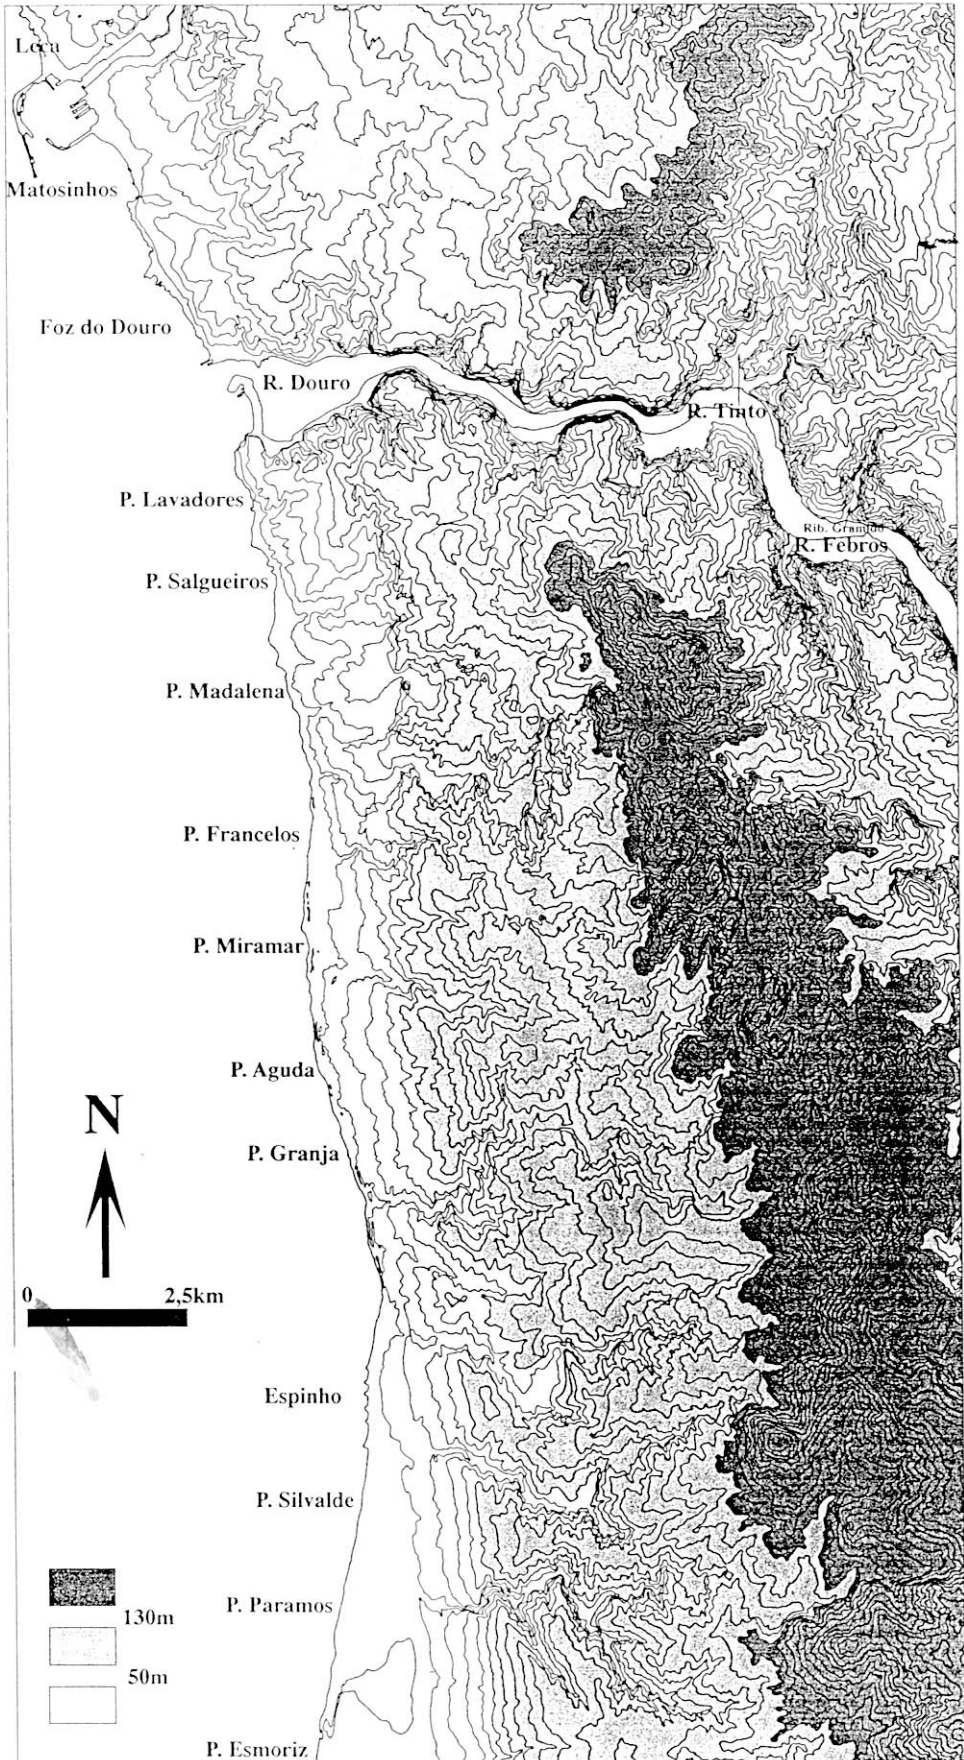 Leça
Matosinhos
Foz do Douro
R. Douro
R. Tinto
P. Lavadores
Rib. Gramido
R. Febros
P. Salgueiros
P. Madalena
P. Francelos
P. Miramar
P. Aguda
N
P. Granja
0 2,5km
Espinho
P. Silvalde
P. Paramos
130m
50m
P. Esmoriz